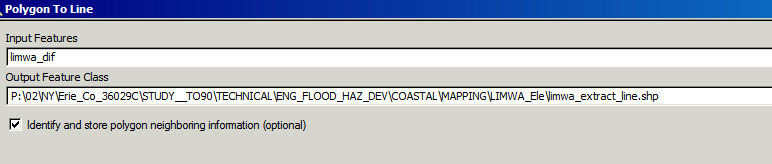 Polygon To Line
Input Features
limwa_dif
Output Feature Class
P:\02\NY\Erie_Co_36029C\STUDY__TO90\TECHNICAL\ENG_FLOOD_HAZ_DEV\COASTAL\MAPPING\LIMWA_Ele\limwa_extract_line.shp
Identify and store polygon neighboring information (optional)